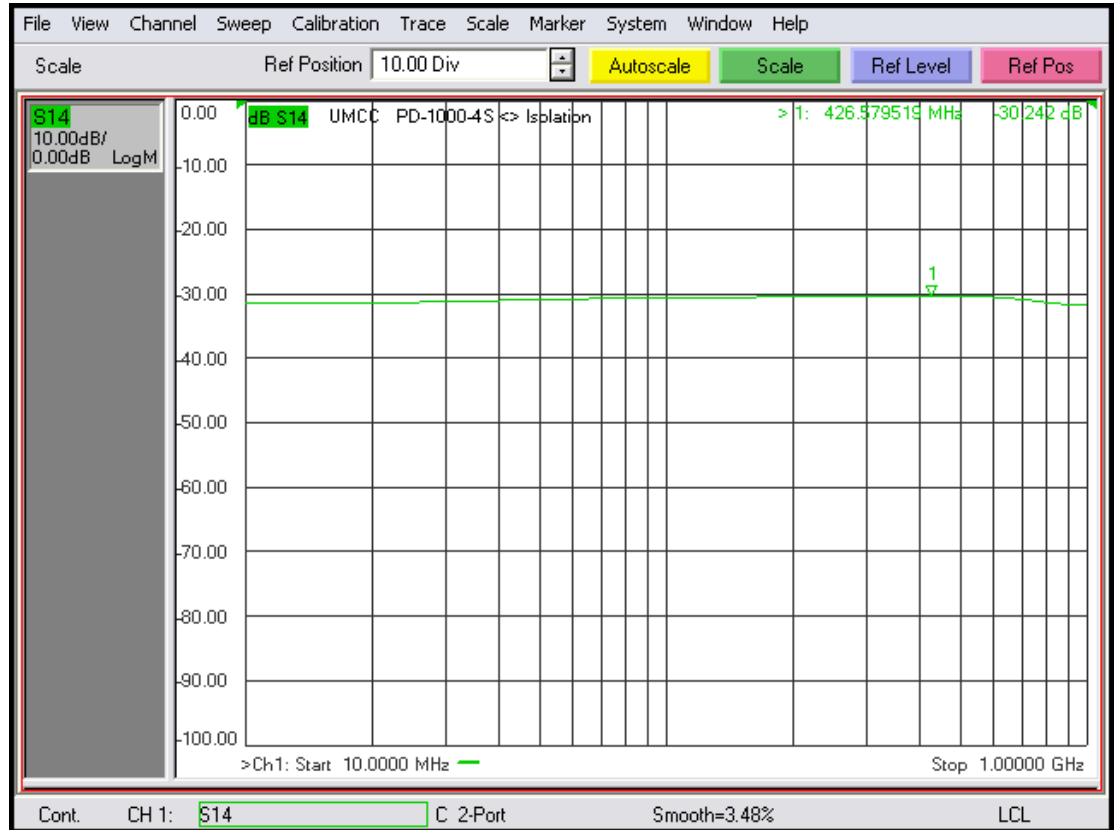 File View Channel Sweep Calibration Trace Scale Marker System Window Help
Scale Ref Position 10.00 Div Autoscale Scale Ref Level Ref Pos
S14
10.00dB/
0.00dB LogM
0.00
-10.00
-20.00
-30.00
-40.00
-50.00
-60.00
-70.00
-80.00
-90.00
-100.00
dB S14 UMCC PD-1000-4S <> Isolation > 1: 426.579519 MHz -30.242 dB
1
>Ch1: Start 10.0000 MHz Stop 1.00000 GHz
Cont. CH 1: S14 C 2-Port Smooth=3.48% LCL